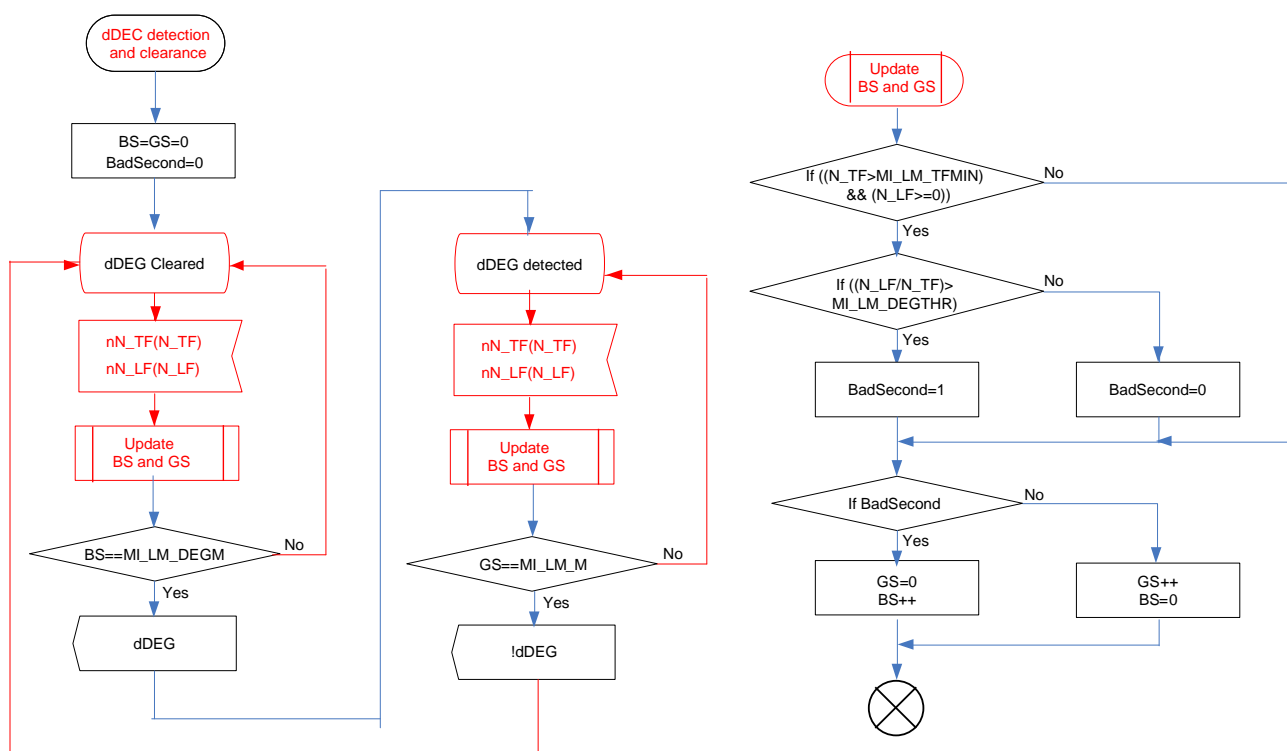 dDEC detection
and clearance
BS=GS=0
BadSecond=0
dDEG Cleared
nN_TF(N_TF)
nN_LF(N_LF)
Update
BS and GS
BS==MI_LM_DEGM
No
Yes
dDEG
dDEG detected
nN_TF(N_TF)
nN_LF(N_LF)
Update
BS and GS
GS==MI_LM_M
No
Yes
!dDEG
Update
BS and GS
If ((N_TF>MI_LM_TFMIN)
&& (N_LF>=0))
No
Yes
If ((N_LF/N_TF)>
MI_LM_DEGTHR)
No
Yes
BadSecond=1
BadSecond=0
If BadSecond
No
Yes
GS=0
BS++
GS++
BS=0